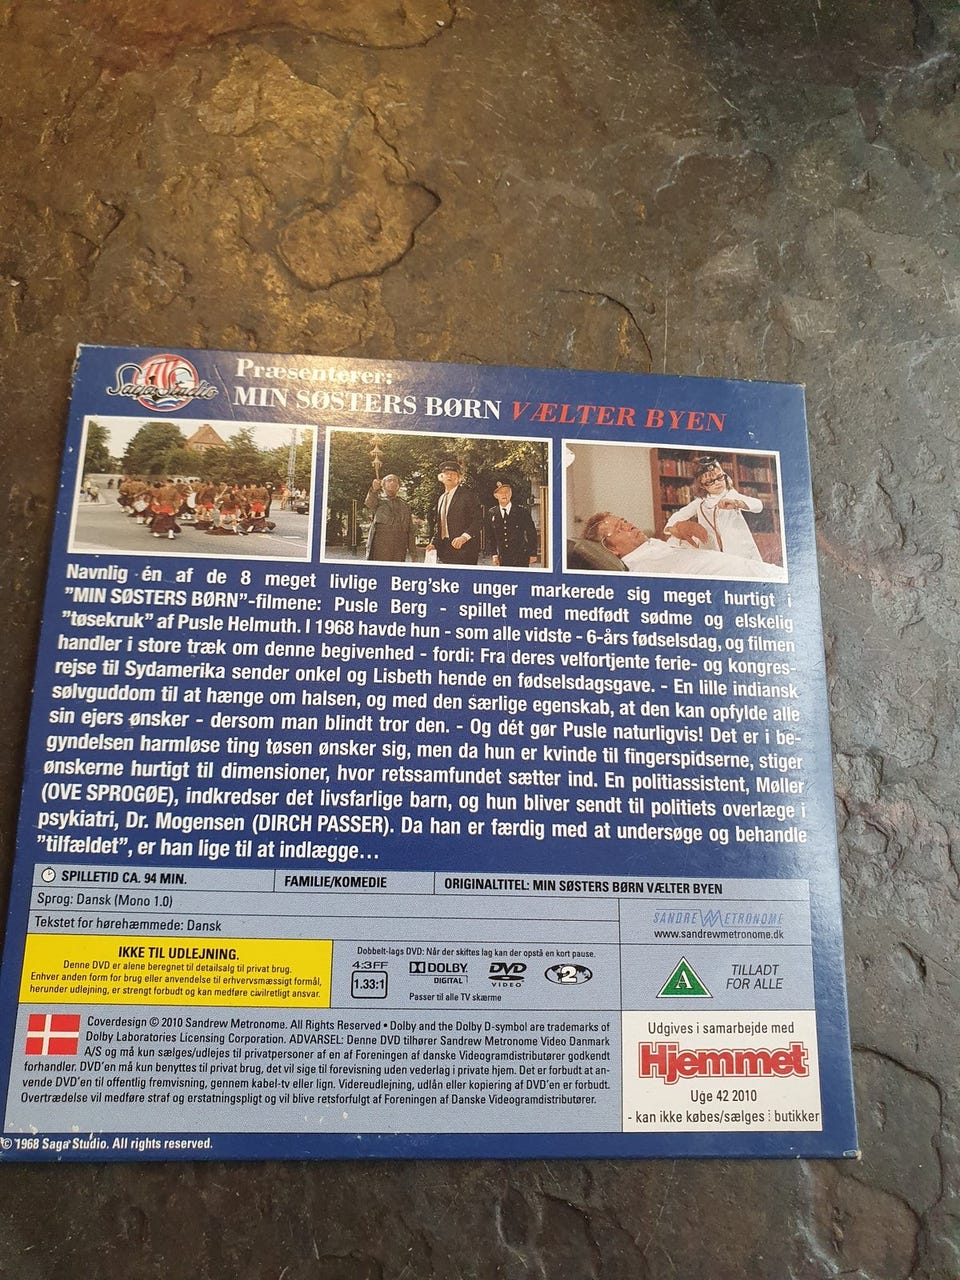 Saga Studio
Præsenterer:
MIN SØSTERS BØRN VÆLTER BYEN
Navnlig én af de 8 meget livlige Berg'ske unger markerede sig meget hurtigt i
"MIN SØSTERS BØRN"-filmene: Pusle Berg - spillet med medfødt sødme og elskelig
"tøsekruk" af Pusle Helmuth. I 1968 havde hun - som alle vidste - 6-års fødselsdag, og filmen
handler i store træk om denne begivenhed - fordi: Fra deres velfortjente ferie- og kongres-
rejse til Sydamerika sender onkel og Lisbeth hende en fødselsdagsgave. - En lille indiansk
sølvguddom til at hænge om halsen, og med den særlige egenskab, at den kan opfylde alle
sin ejers ønsker - dersom man blindt tror den. - Og dét gør Pusle naturligvis! Det er i be-
gyndelsen harmløse ting tøsen ønsker sig, men da hun er kvinde til fingerspidserne, stiger
ønskerne hurtigt til dimensioner, hvor retssamfundet sætter ind. En politiassistent, Møller
(OVE SPROGØE), indkredser det livsfarlige barn, og hun bliver sendt til politiets overlæge i
psykiatri, Dr. Mogensen (DIRCH PASSER). Da han er færdig med at undersøge og behandle
"tilfældet", er han lige til at indlægge...
SPILLETID CA. 94 MIN.
FAMILIE/KOMEDIE
ORIGINALTITEL: MIN SØSTERS BØRN VÆLTER BYEN
Sprog: Dansk (Mono 1.0)
Tekstet for hørehæmmede: Dansk
SANDREW METRONOME
www.sandrewmetronome.dk
IKKE TIL UDLEJNING.
Denne DVD er alene beregnet til detailsalg til privat brug.
Enhver anden form for brug eller anvendelse til erhvervsmæssigt formål,
herunder udlejning, er strengt forbudt og kan medføre civilretligt ansvar.
Dobbelt-lags DVD: Når der skiftes lag kan der opstå en kort pause.
4:3FF
1.33:1
DOLBY
DIGITAL
DVD
VIDEO
2
Passer til alle TV skærme
A
TILLADT
FOR ALLE
Coverdesign © 2010 Sandrew Metronome. All Rights Reserved • Dolby and the Dolby D-symbol are trademarks of
Dolby Laboratories Licensing Corporation. ADVARSEL: Denne DVD tilhører Sandrew Metronome Video Danmark
A/S og må kun sælges/udlejes til privatpersoner af en af Foreningen af danske Videogramdistributører godkendt
forhandler. DVD'en må kun benyttes til privat brug, det vil sige til forevisning uden vederlag i private hjem. Det er forbudt at an-
vende DVD'en til offentlig fremvisning, gennem kabel-tv eller lign. Videreudlejning, udlån eller kopiering af DVD'en er forbudt.
Overtrædelse vil medføre straf og erstatningspligt og vil blive retsforfulgt af Foreningen af Danske Videogramdistributører.
Udgives i samarbejde med
Hjemmet
Uge 42 2010
- kan ikke købes/sælges i butikker
© 1968 Saga Studio. All rights reserved.